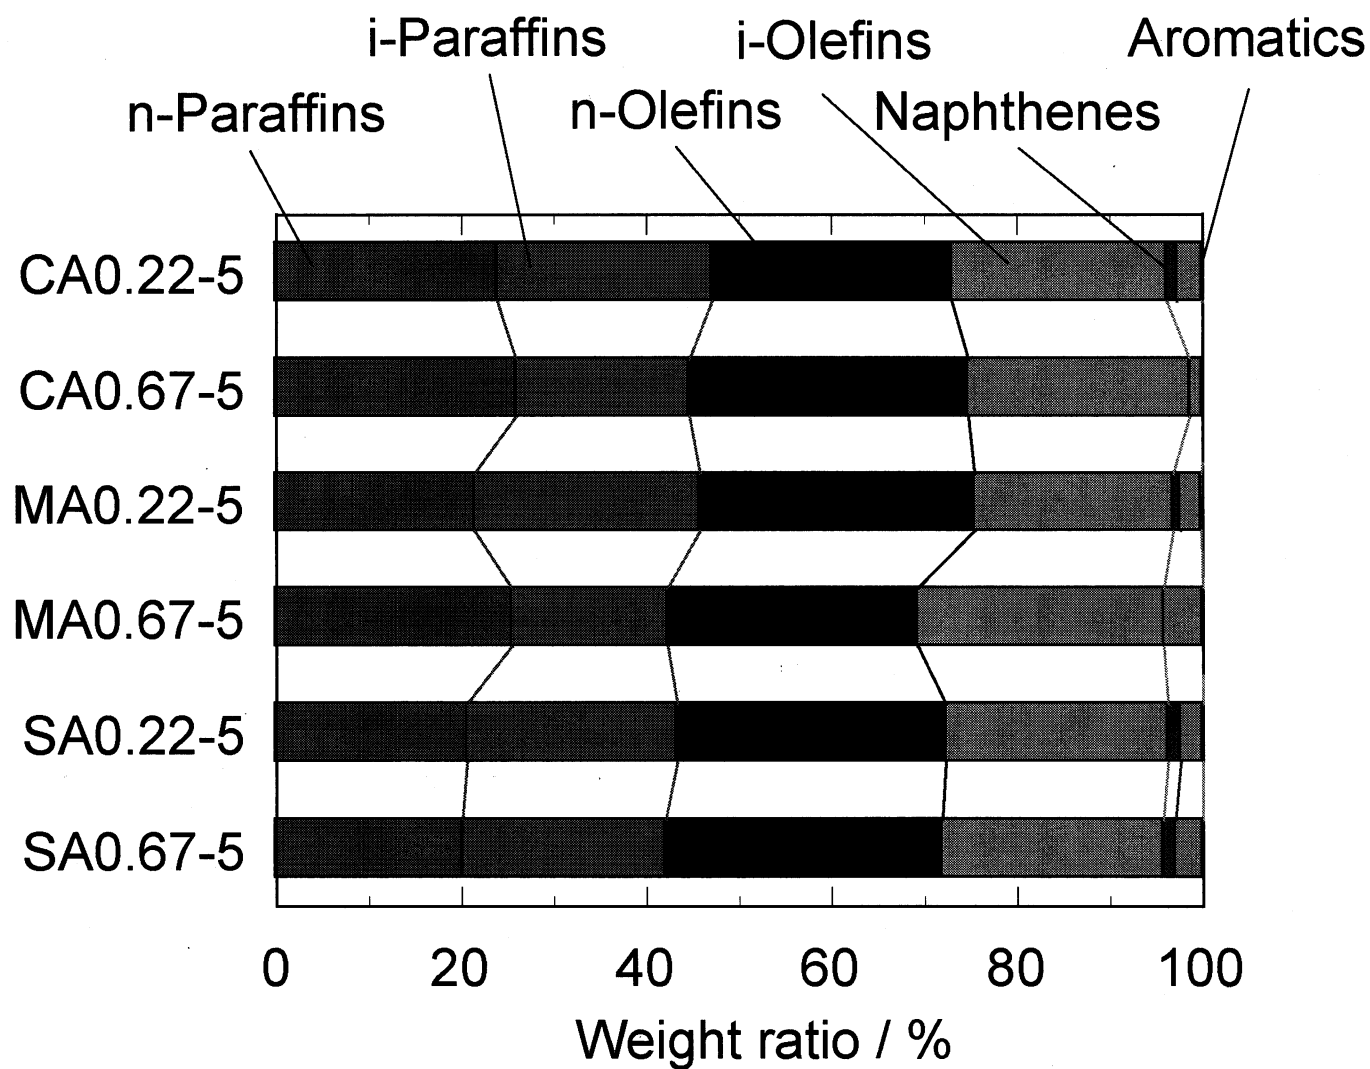 i-Paraffins
i-Olefins
Aromatics
n-Paraffins
n-Olefins
Naphthenes
CA0.22-5
CA0.67-5
MA0.22-5
MA0.67-5
SA0.22-5
SA0.67-5
0 20 40 60 80 100
Weight ratio / %